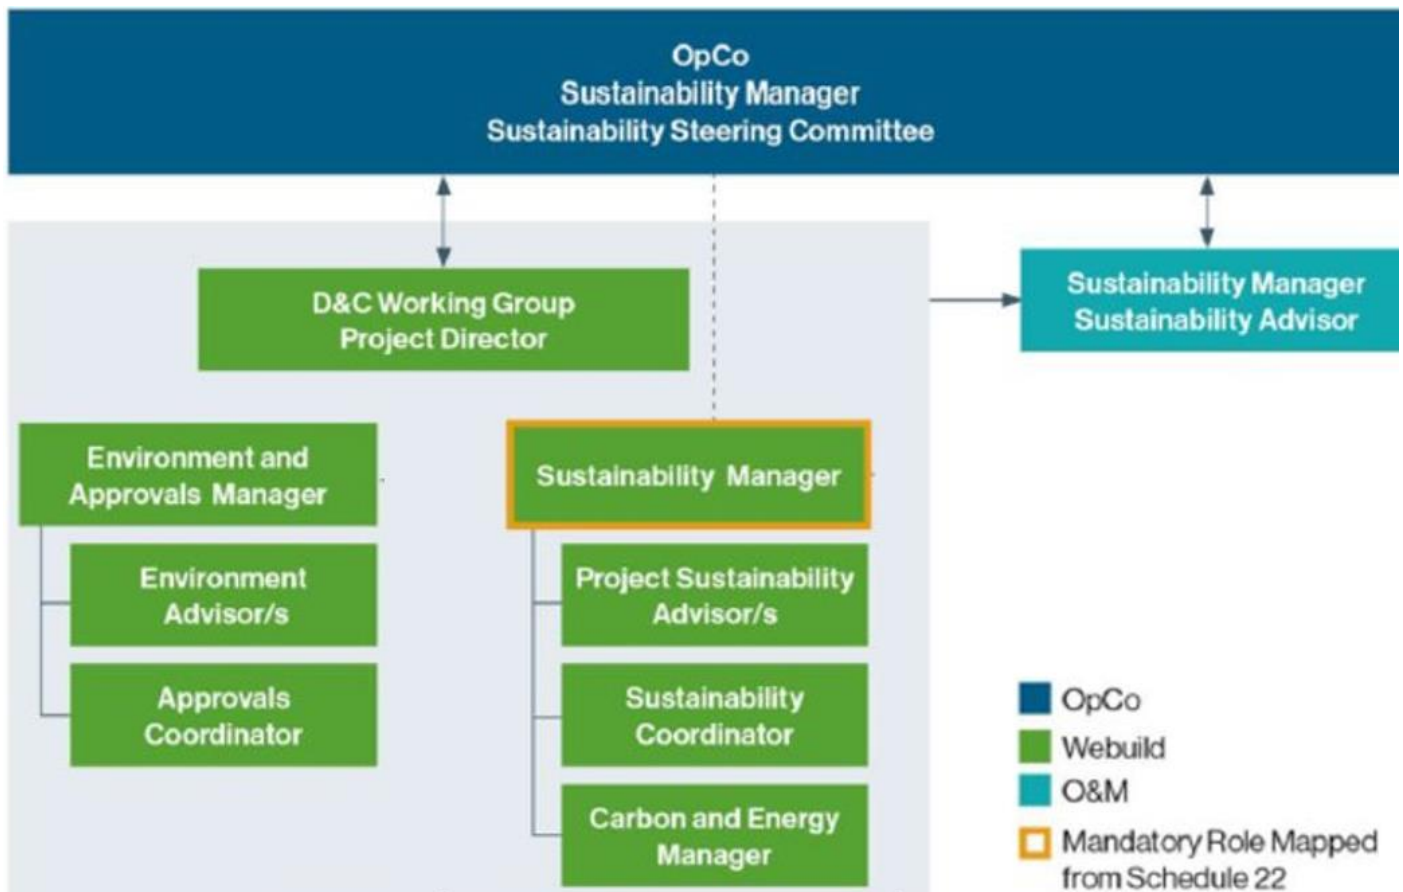 OpCo
Sustainability Manager
Sustainability Steering Committee
D&C Working Group
Project Director
Sustainability Manager
Sustainability Advisor
Environment and
Approvals Manager
Environment
Advisor/s
Approvals
Coordinator
Sustainability Manager
Project Sustainability
Advisor/s
Sustainability
Coordinator
Carbon and Energy
Manager
OpCo
Webuild
O&M
Mandatory Role Mapped
from Schedule 22